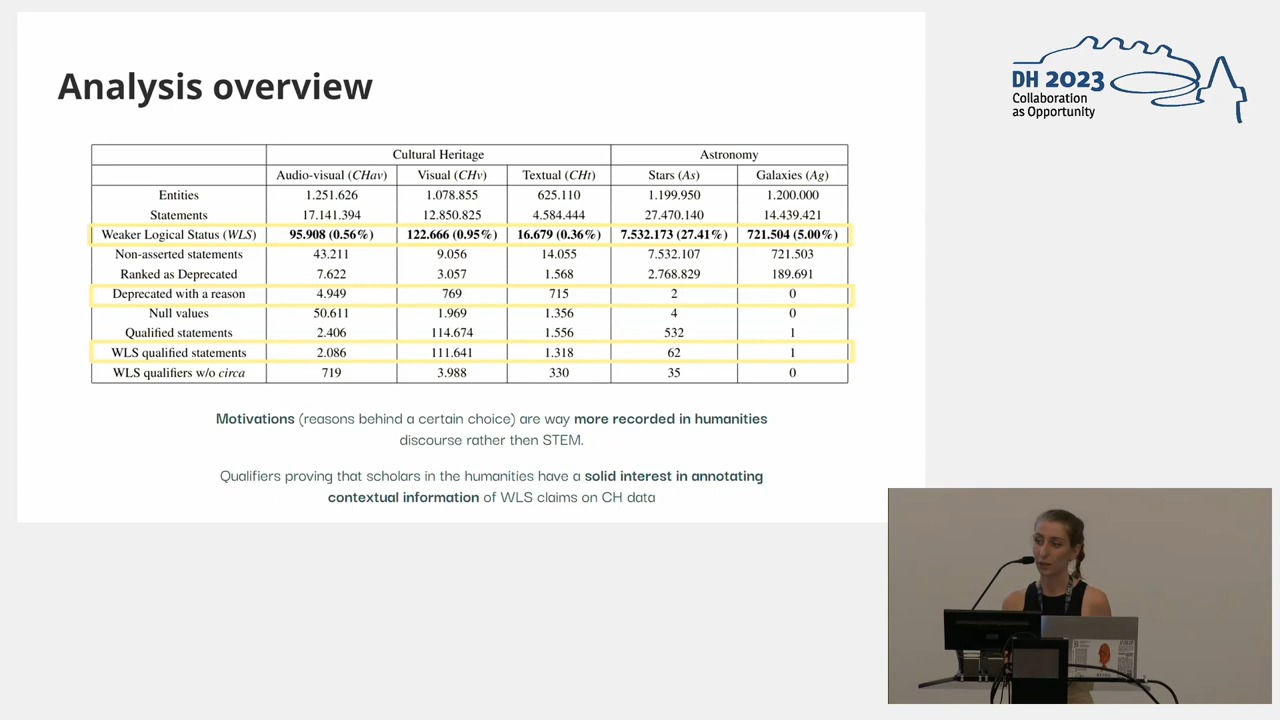 Analysis overview
DH 2023
Collaboration
as Opportunity
Cultural Heritage Astronomy
Audio-visual (CHav) Visual (CHv) Textual (CHt) Stars (As) Galaxies (Ag)
Entities 1.251.626 1.078.855 625.110 1.199.950 1.200.000
Statements 17.141.394 12.850.825 4.584.444 27.470.140 14.439.421
Weaker Logical Status (WLS) 95.908 (0.56%) 122.666 (0.95%) 16.679 (0.36%) 7.532.173 (27.41%) 721.504 (5.00%)
Non-asserted statements 43.211 9.056 14.055 7.532.107 721.503
Ranked as Deprecated 7.622 3.057 1.568 2.768.829 189.691
Deprecated with a reason 4.949 769 715 2 0
Null values 50.611 1.969 1.356 4 0
Qualified statements 2.406 114.674 1.556 532 1
WLS qualified statements 2.086 111.641 1.318 62 1
WLS qualifiers w/o circa 719 3.988 330 35 0
Motivations (reasons behind a certain choice) are way more recorded in humanities
discourse rather then STEM.
Qualifiers proving that scholars in the humanities have a solid interest in annotating
contextual information of WLS claims on CH data